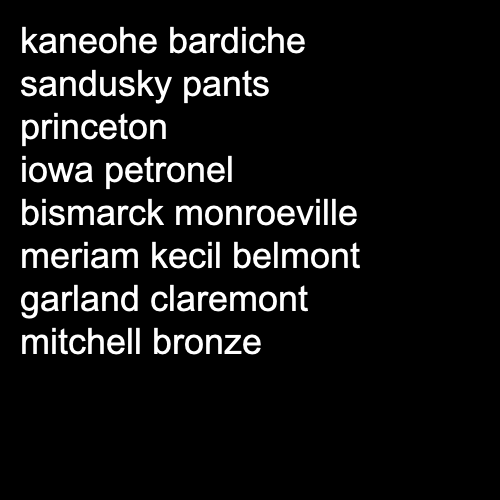 kaneohe bardiche
sandusky pants
princeton
iowa petronel
bismarck monroeville
meriam kecil belmont
garland claremont
mitchell bronze